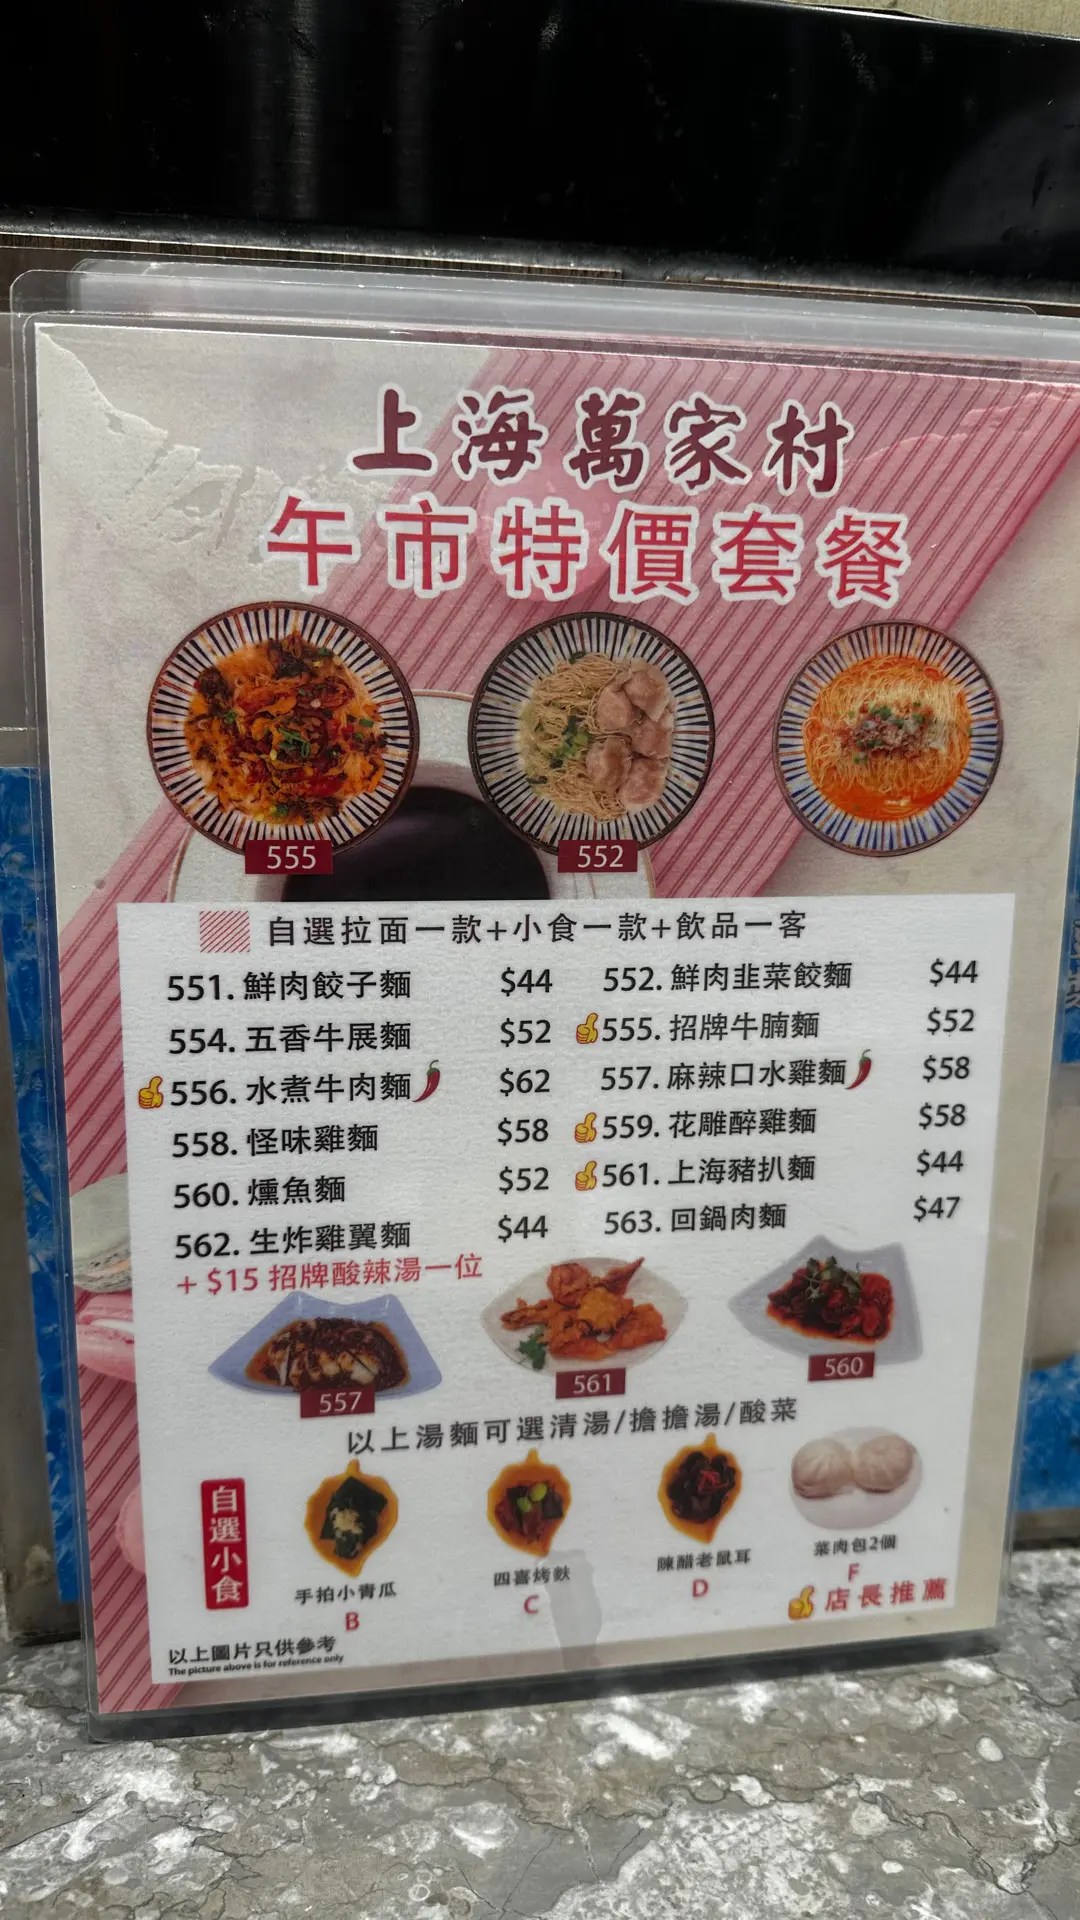 上海萬家村
午市特價套餐
555
552
自選拉面一款+小食一款+飲品一客
551. 鮮肉餃子麵 $44 552. 鮮肉韭菜餃麵 $44
554. 五香牛展麵 $52 555. 招牌牛腩麵 $52
556. 水煮牛肉麵 $62 557. 麻辣口水雞麵 $58
558. 怪味雞麵 $58 559. 花雕醉雞麵 $58
560. 燻魚麵 $52 561. 上海豬扒麵 $44
562. 生炸雞翼麵 $44 563. 回鍋肉麵 $47
+ $15 招牌酸辣湯一位
557
561
560
以上湯麵可選清湯/擔擔湯/酸菜
自選小食
手拍小青瓜
B
四喜烤麩
C
陳醋老鼠耳
D
菜肉包2個
F
店長推薦
以上圖片只供參考
The picture above is for reference only